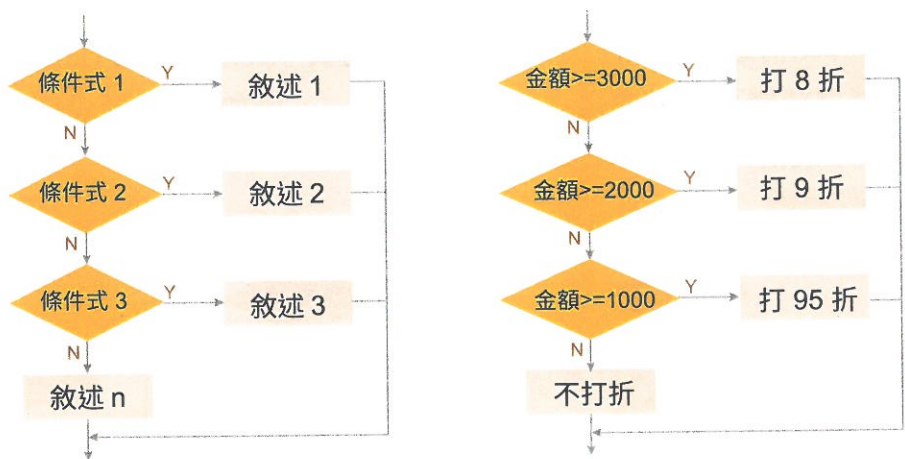 條件式 1
Y
敘述 1
N
條件式 2
Y
敘述 2
N
條件式 3
Y
敘述 3
N
敘述 n
金額>=3000
Y
打 8 折
N
金額>=2000
Y
打 9 折
N
金額>=1000
Y
打 95 折
N
不打折